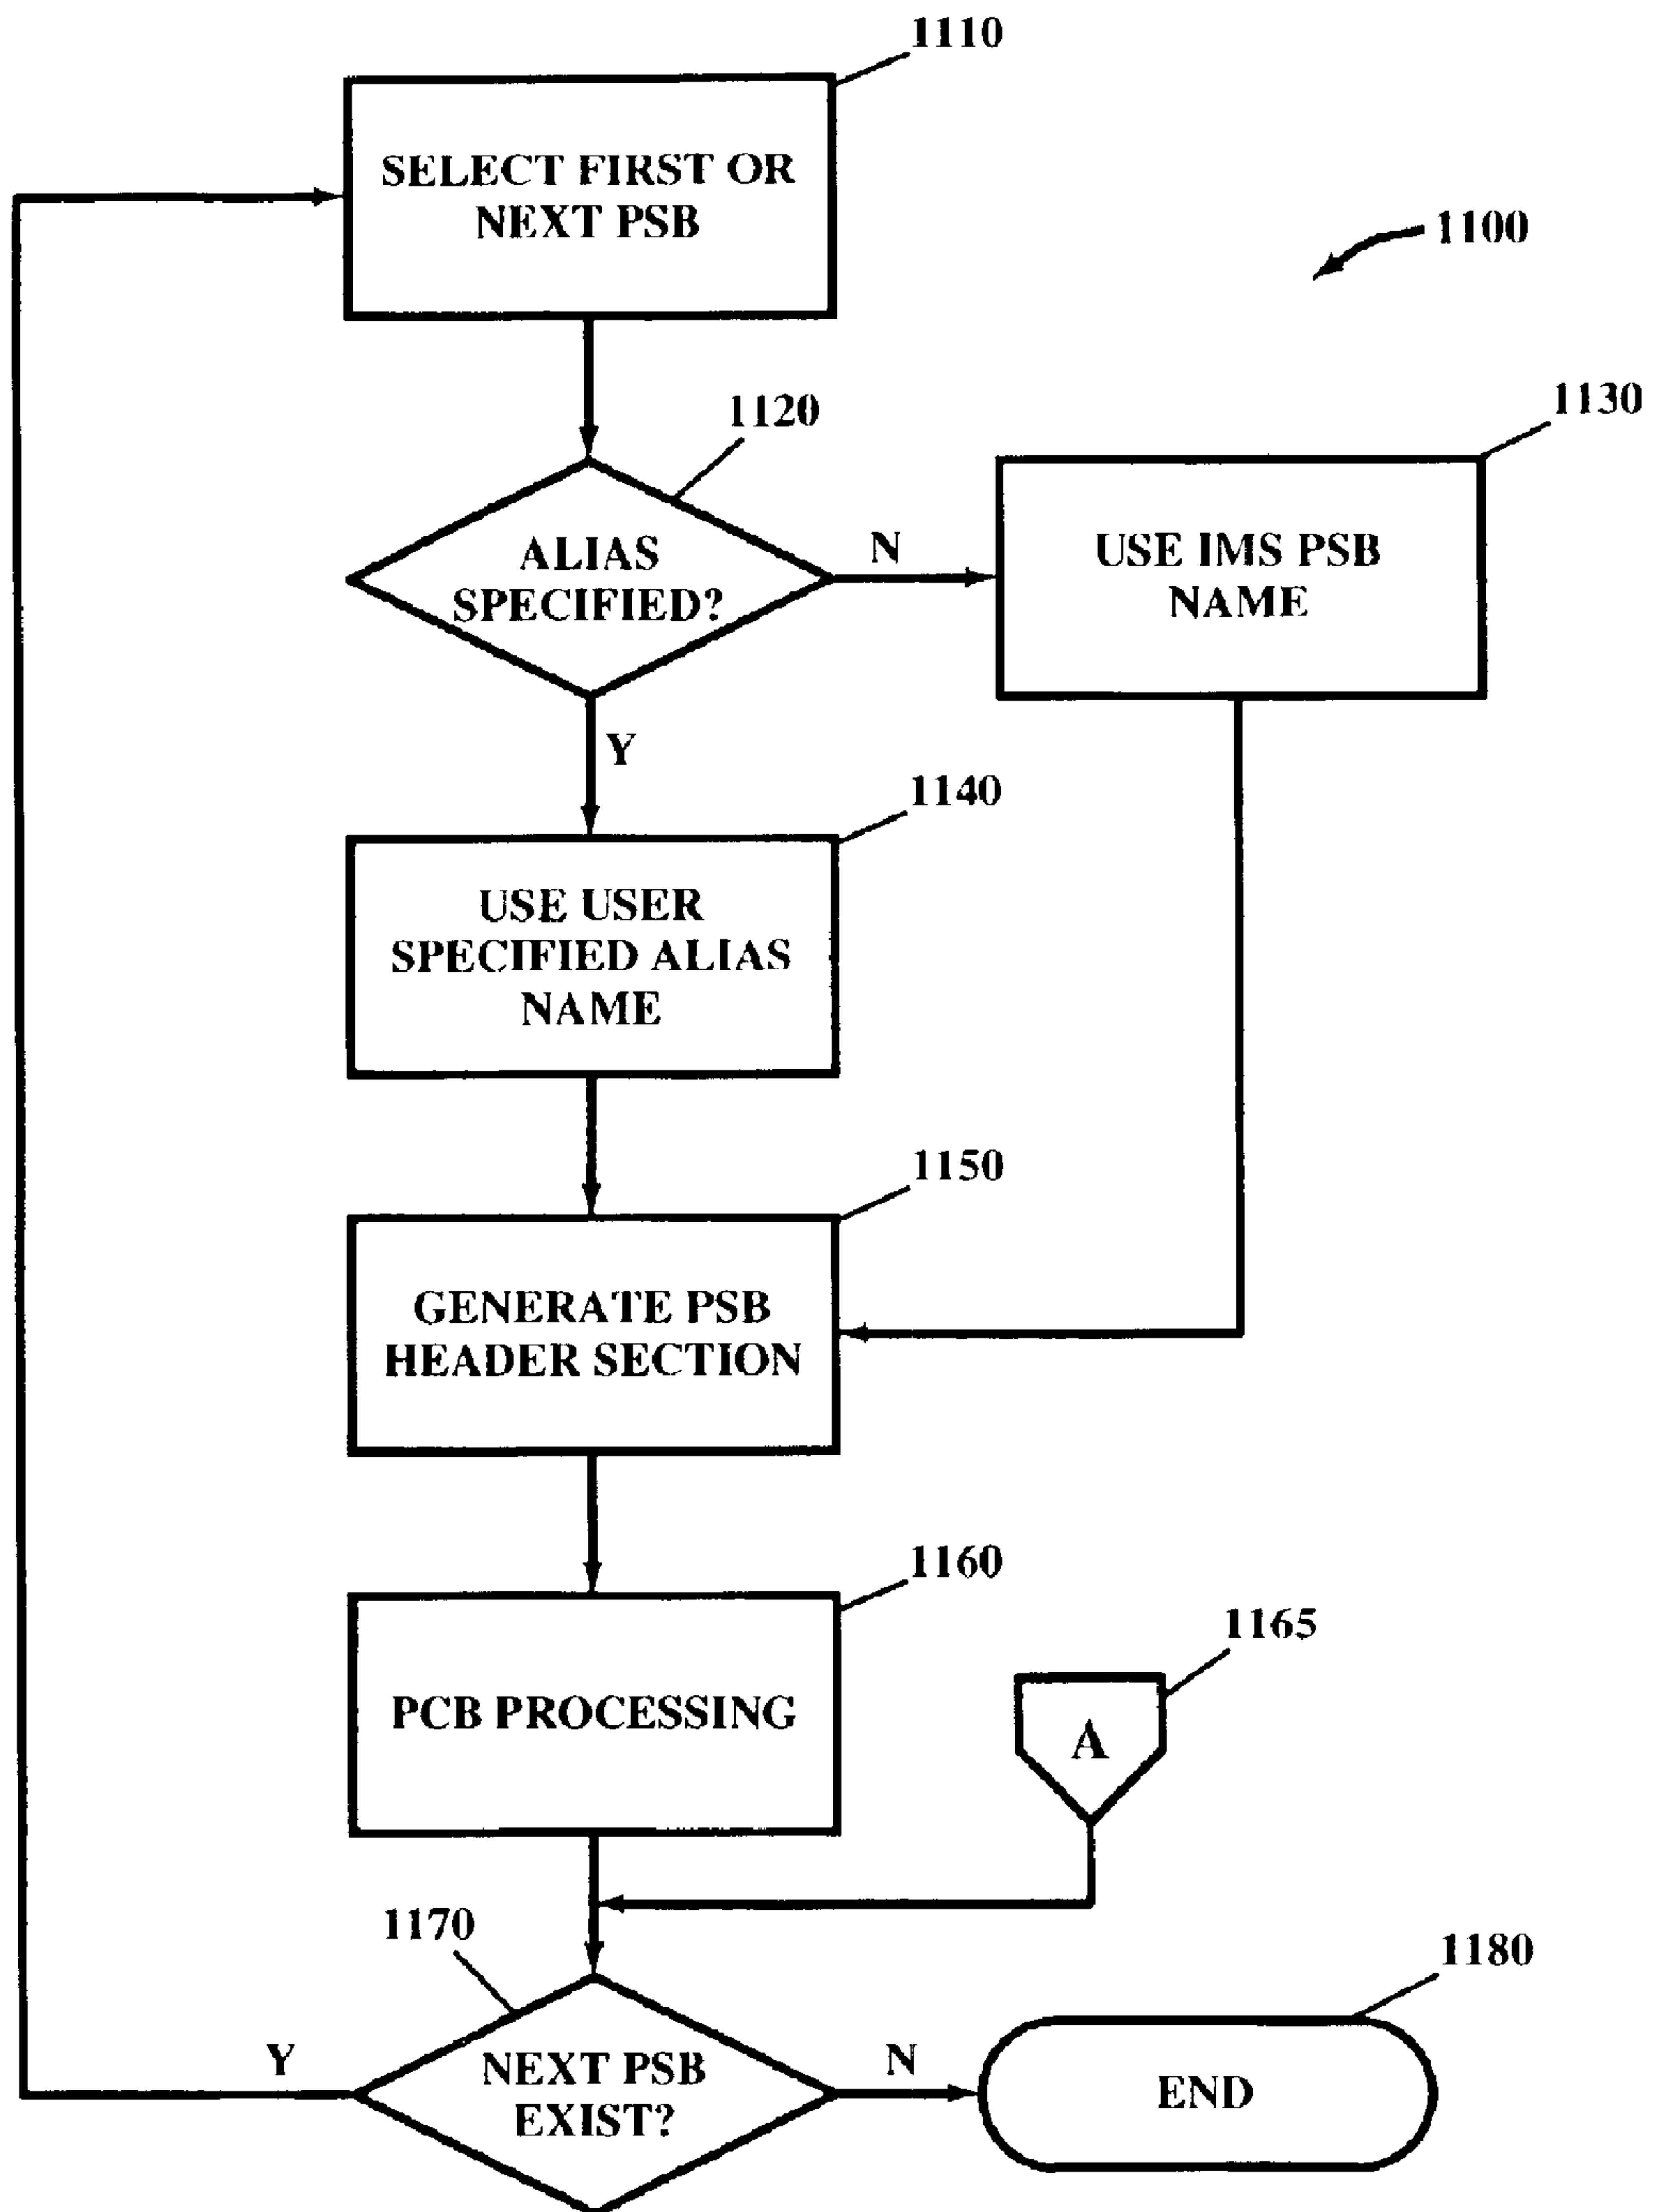 1110
SELECT FIRST OR
NEXT PSB
1100
1120
1130
ALIAS
SPECIFIED?
N
USE IMS PSB
NAME
Y
1140
USE USER
SPECIFIED ALIAS
NAME
1150
GENERATE PSB
HEADER SECTION
1160
PCB PROCESSING
1165
A
1170
1180
Y
NEXT PSB
EXIST?
N
END